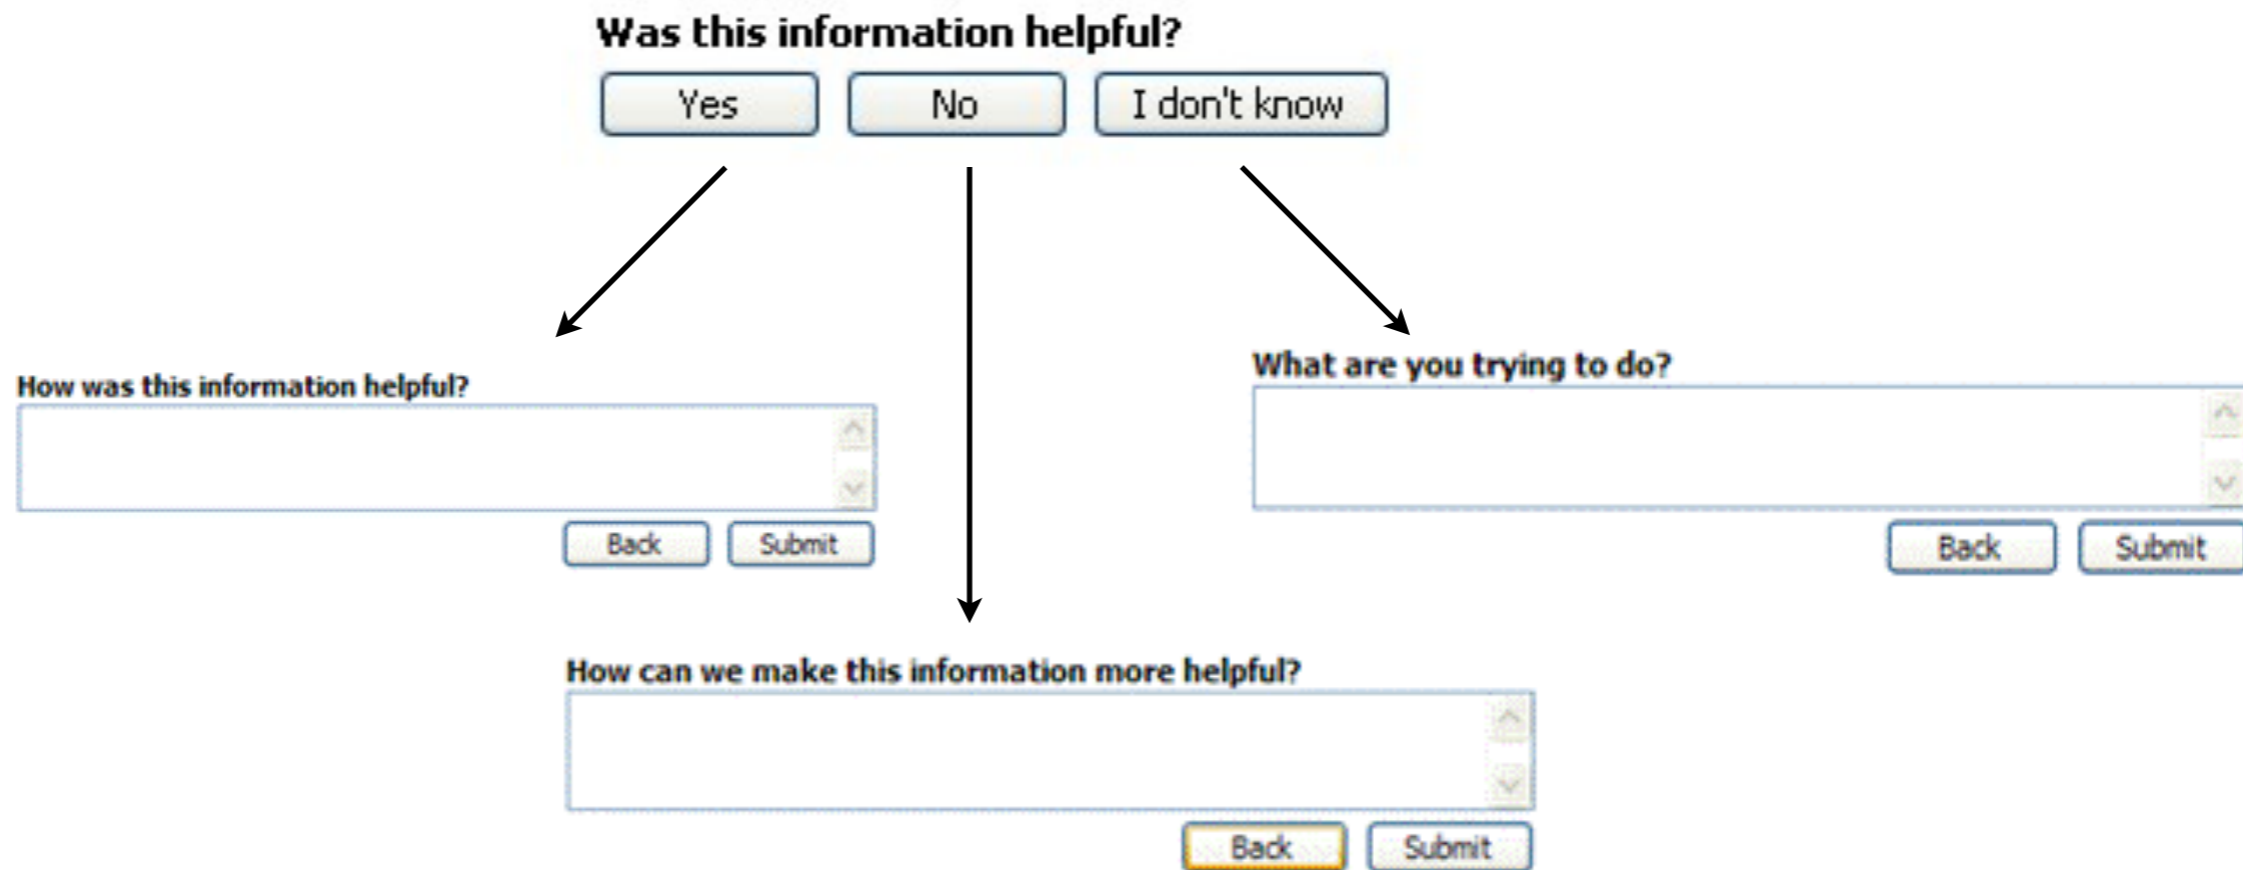 Was this information helpful?
Yes No I don't know
How was this information helpful?
Back Submit
What are you trying to do?
Back Submit
How can we make this information more helpful?
Back Submit